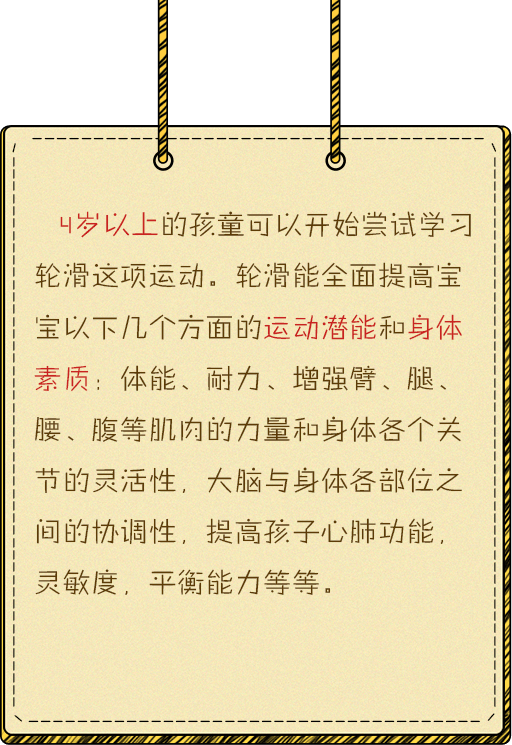 4岁以上的孩童可以开始尝试学习
轮滑这项运动。轮滑能全面提高宝
宝以下几个方面的运动潜能和身体
素质：体能、耐力、增强臂、腿、
腰、腹等肌肉的力量和身体各个关
节的灵活性，大脑与身体各部位之
间的协调性，提高孩子心肺功能，
灵敏度，平衡能力等等。